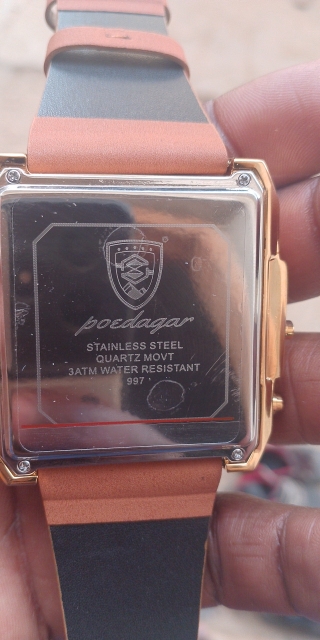 poedagar
STAINLESS STEEL
QUARTZ MOVT
3ATM WATER RESISTANT
997